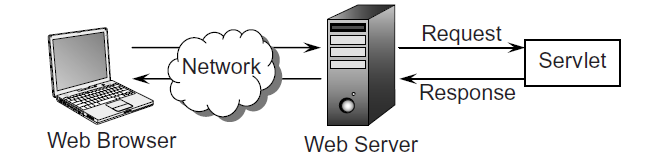 Request
Network
Servlet
Response
Web Browser
Web Server